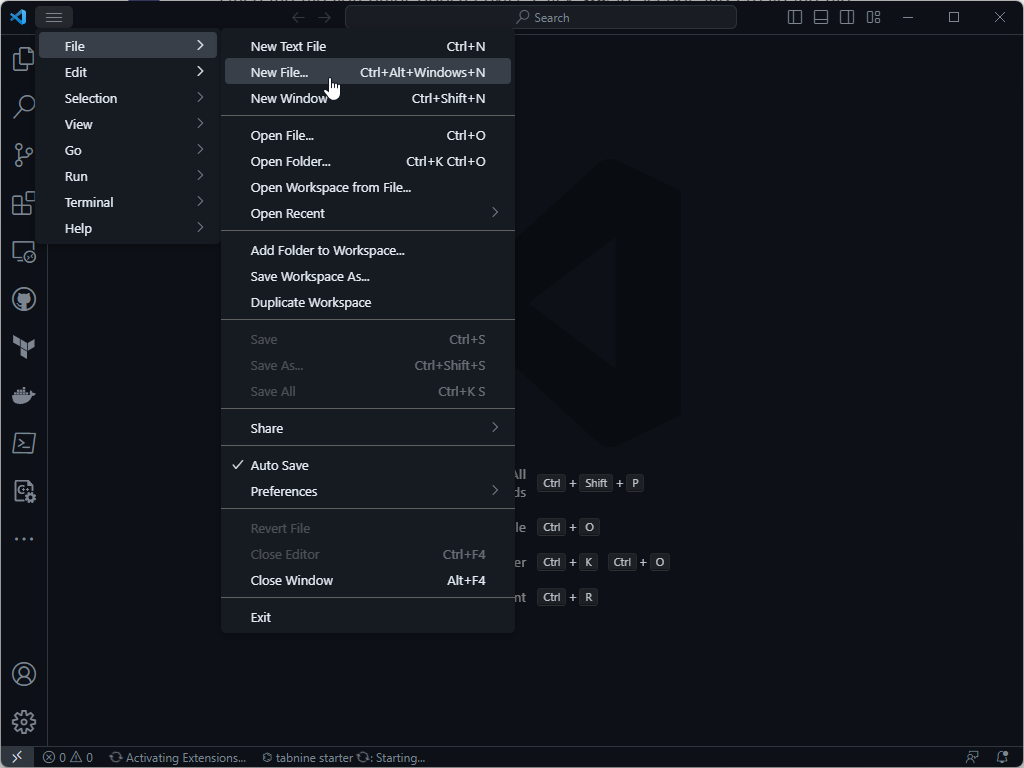 Search
File
Edit
Selection
View
Go
Run
Terminal
Help
New Text File Ctrl+N
New File... Ctrl+Alt+Windows+N
New Window Ctrl+Shift+N
Open File... Ctrl+O
Open Folder... Ctrl+K Ctrl+O
Open Workspace from File...
Open Recent
Add Folder to Workspace...
Save Workspace As...
Duplicate Workspace
Save Ctrl+S
Save As... Ctrl+Shift+S
Save All Ctrl+K S
Share
Auto Save
Preferences
Revert File
Close Editor Ctrl+F4
Close Window Alt+F4
Exit
All
ds Ctrl + Shift + P
le Ctrl + O
er Ctrl + K Ctrl + O
nt Ctrl + R
0 0 Activating Extensions... tabnine starter : Starting...